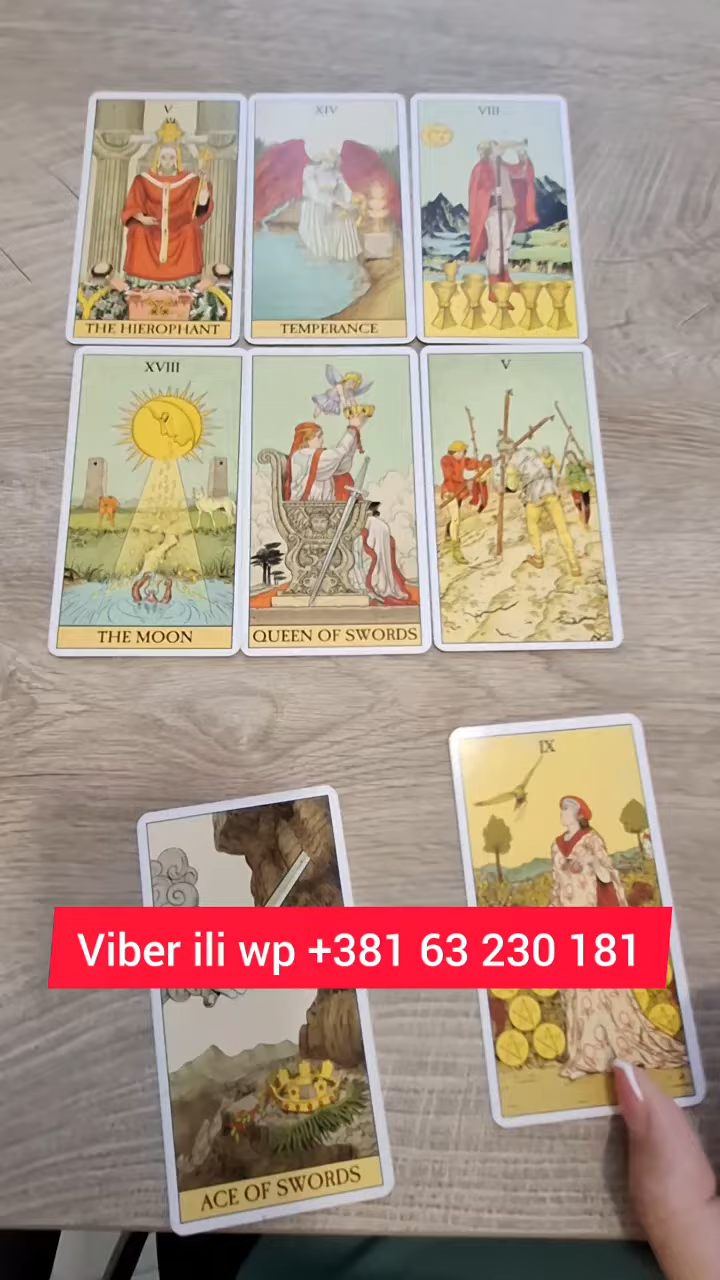 V
XIV
VIII
THE HIEROPHANT
TEMPERANCE
XVIII
V
THE MOON
QUEEN OF SWORDS
IX
Viber ili wp +381 63 230 181
ACE OF SWORDS